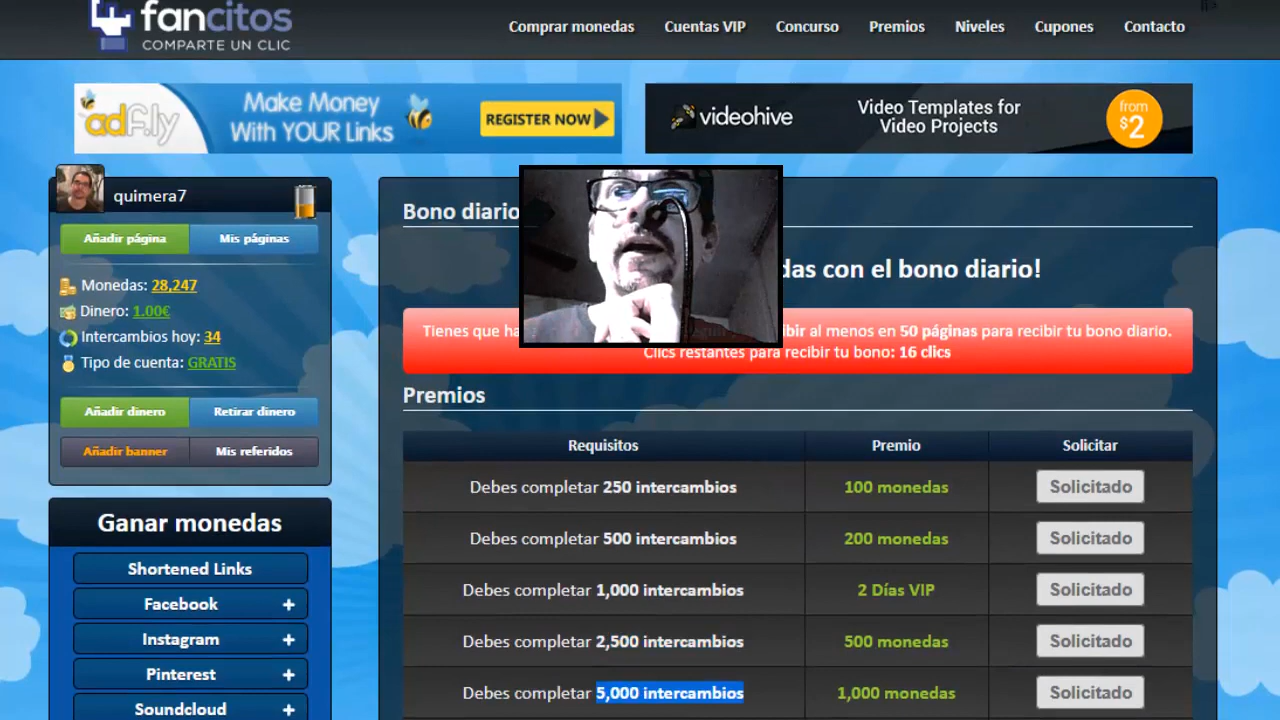 fancitos
COMPARTE UN CLIC
Comprar monedas
Cuentas VIP
Concurso
Premios
Niveles
Cupones
Contacto
adf.ly
Make Money
With YOUR Links
REGISTER NOW
videohive
Video Templates for
Video Projects
from
$2
quimera7
Añadir página
Mis páginas
Monedas: 28,247
Dinero: 1.00€
Intercambios hoy: 34
Tipo de cuenta: GRATIS
Añadir dinero
Retirar dinero
Añadir banner
Mis referidos
Ganar monedas
Shortened Links
Facebook +
Instagram +
Pinterest +
Soundcloud +
Bono diario
con el bono diario!
Tienes que
al menos en 50 páginas para recibir tu bono diario.
Clics restantes para recibir tu bono: 16 clics
Premios
Requisitos Premio Solicitar
Debes completar 250 intercambios 100 monedas Solicitado
Debes completar 500 intercambios 200 monedas Solicitado
Debes completar 1,000 intercambios 2 Días VIP Solicitado
Debes completar 2,500 intercambios 500 monedas Solicitado
Debes completar 5,000 intercambios 1,000 monedas Solicitado